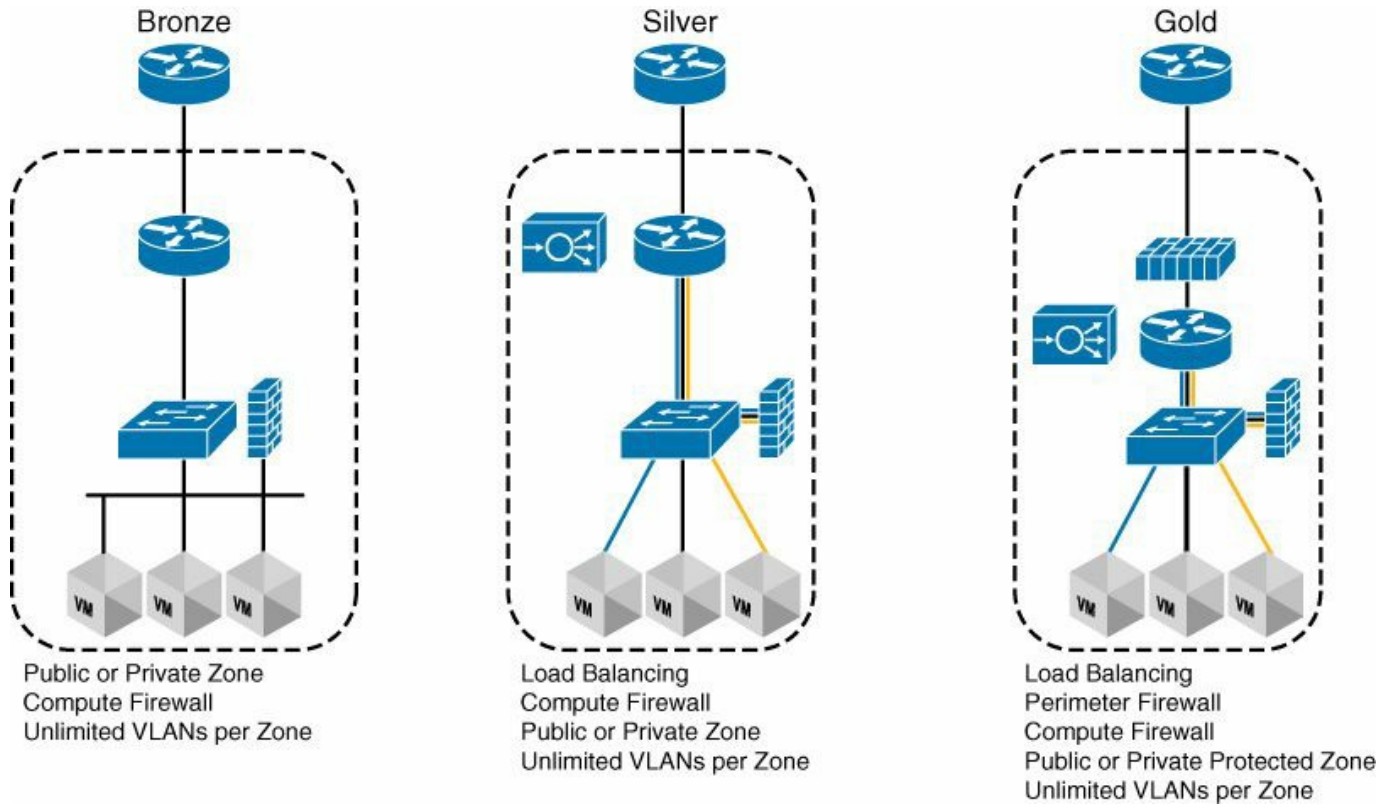 Bronze
Silver
Gold
VM
VM
VM
VM
VM
VM
VM
VM
VM
Public or Private Zone
Compute Firewall
Unlimited VLANs per Zone
Load Balancing
Compute Firewall
Public or Private Zone
Unlimited VLANs per Zone
Load Balancing
Perimeter Firewall
Compute Firewall
Public or Private Protected Zone
Unlimited VLANs per Zone